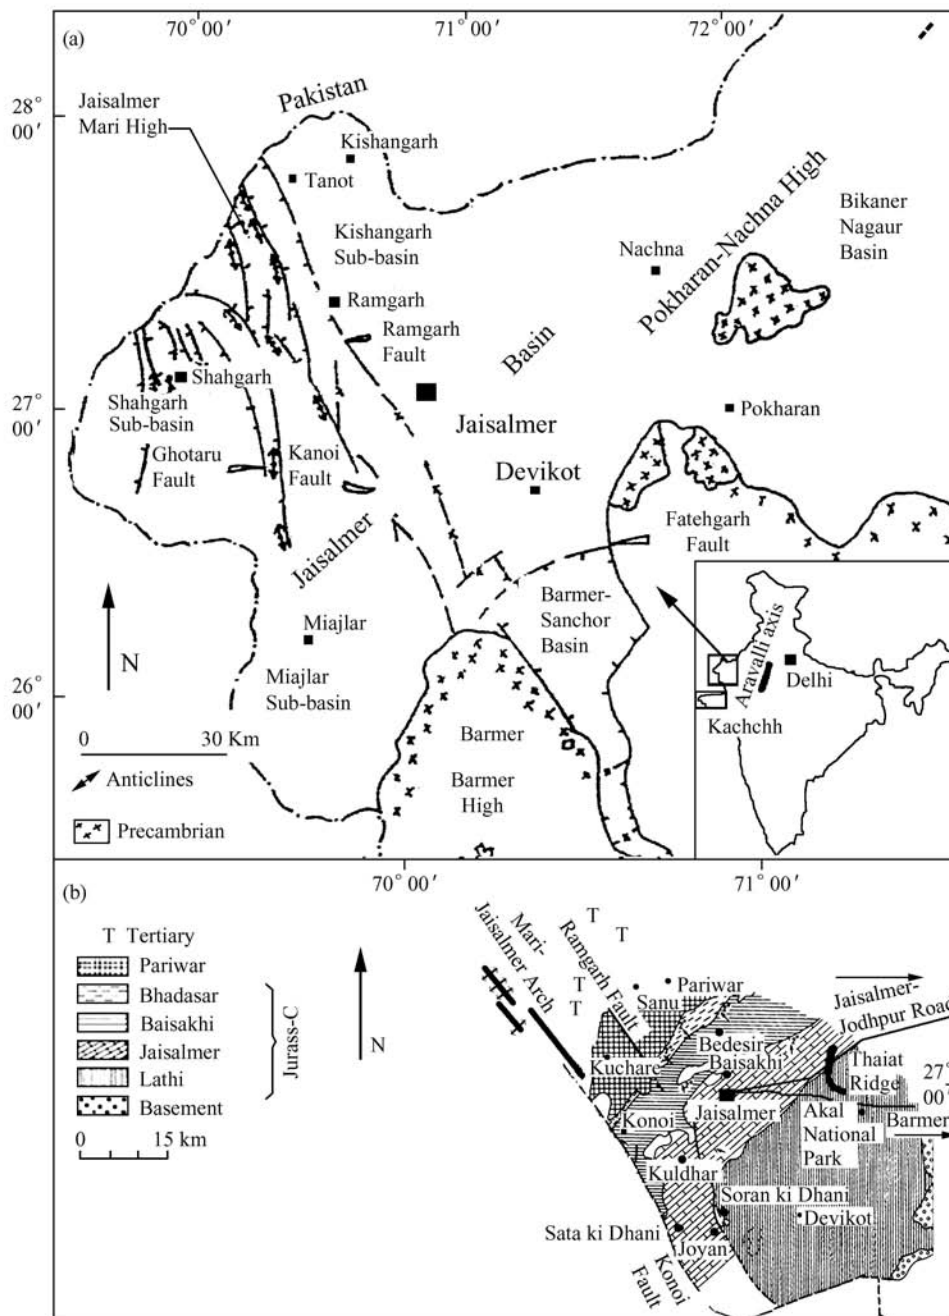 (a)
70°00′
71°00′
72°00′
28°
00′
27°
00′
26°
00′
Pakistan
Jaisalmer
Mari High
Kishangarh
Tanot
Kishangarh
Sub-basin
Bikaner
Nagaur
Basin
Pokharan-Nachna High
Nachna
Ramgarh
Ramgarh
Fault
Basin
Shahgarh
Shahgarh
Sub-basin
Jaisalmer
Pokharan
Ghotaru
Fault
Kanoi
Fault
Devikot
Fatehgarh
Fault
Jaisalmer
Barmer-
Sanchor
Basin
Miajlar
Miajlar
Sub-basin
N
Aravalli axis
Delhi
Kachchh
0 30 Km
Barmer
Barmer
High
Anticlines
Precambrian
(b)
70°00′
71°00′
T Tertiary
Pariwar
Bhadasar
Baisakhi
Jaisalmer
Lathi
Basement
Jurass-C
0 15 km
N
Mari-
Jaisalmer Arch
Ramgarh Fault
T
T
T
T
Pariwar
Sanu
Jaisalmer-
Jodhpur Road
Bedesir
Baisakhi
Thaiat
Ridge
27°
00′
Kuchare
Jaisalmer
Akal
National
Park
Barmer
Konoi
Kuldhar
Soran ki Dhani
Devikot
Sata ki Dhani
Joyan
Konoi
Fault